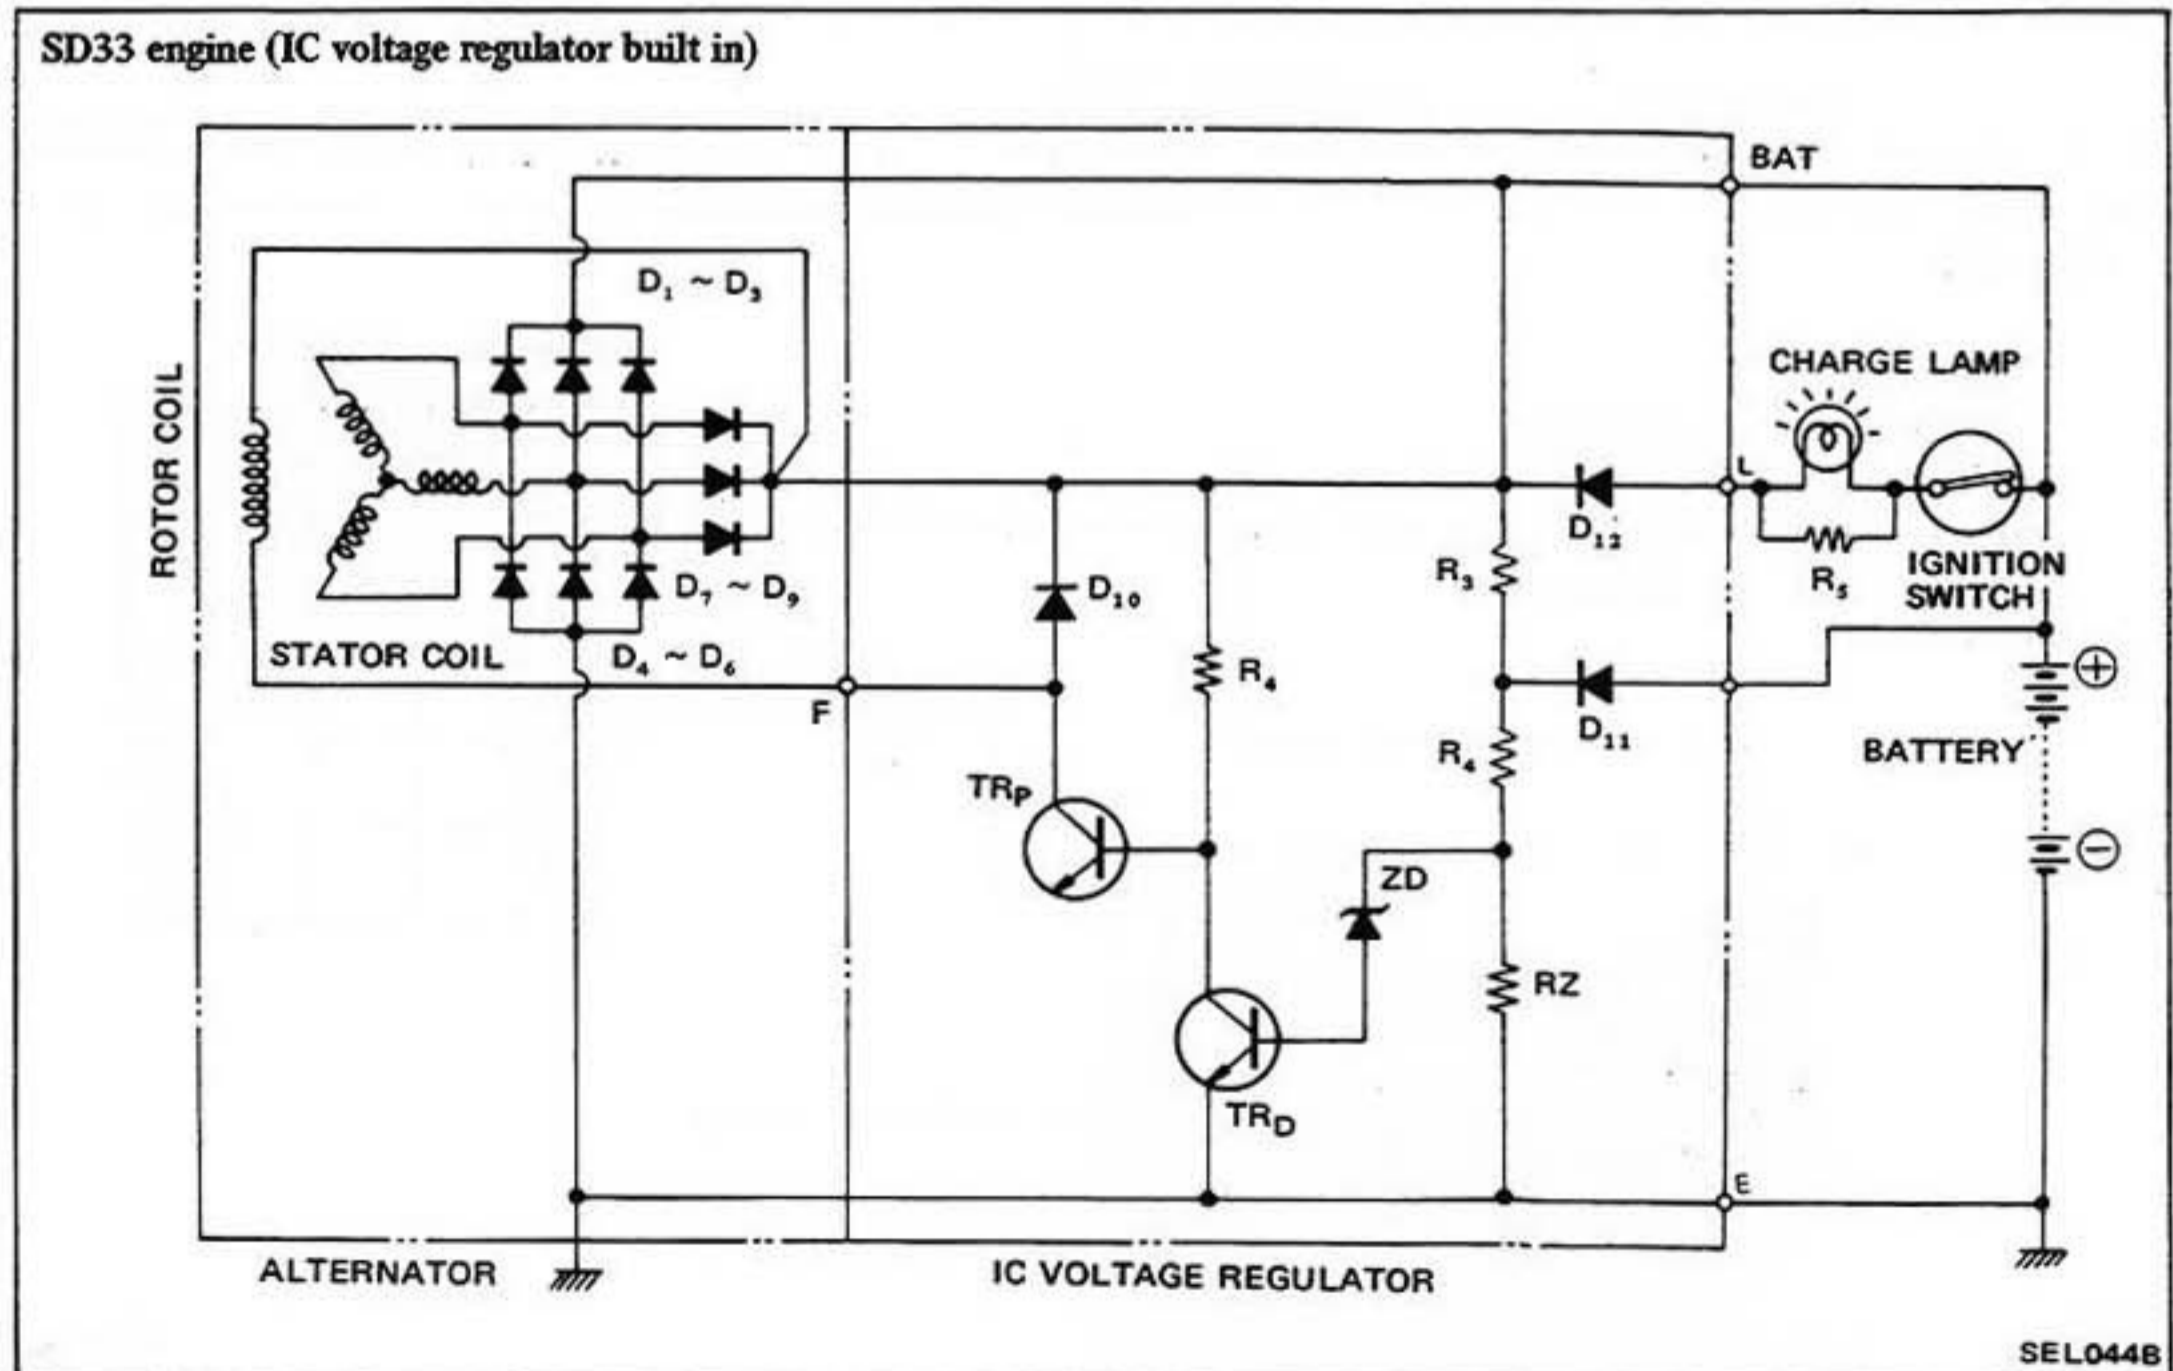 SD33 engine (IC voltage regulator built in)
BAT
D₁ ~ D₃
CHARGE LAMP
ROTOR COIL
L
D₁₂
R₃
R₅
IGNITION
SWITCH
D₇ ~ D₉
D₁₀
STATOR COIL
D₄ ~ D₆
R₄
F
D₁₁
R₄
BATTERY
+
−
TRP
ZD
RZ
TRD
E
ALTERNATOR
IC VOLTAGE REGULATOR
SEL044B